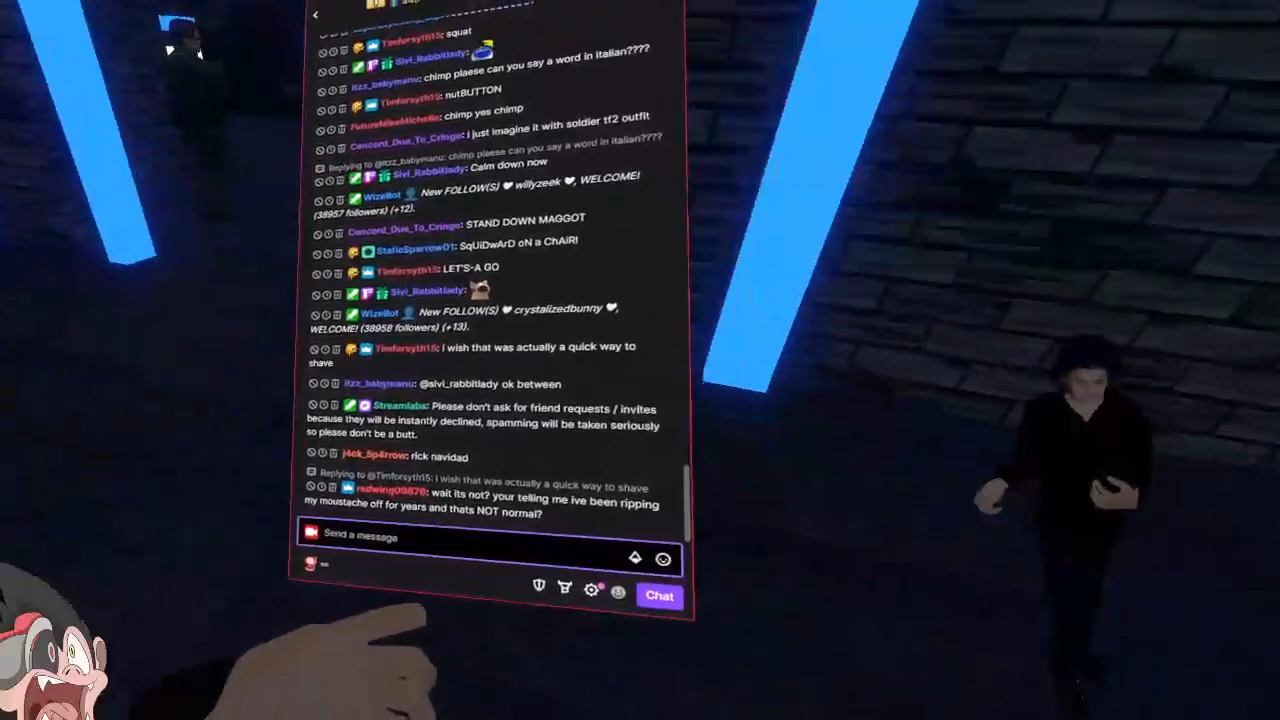 Timforsyth15: squat
Sivi_Rabbitlady:
itzz_babymanu: chimp plaese can you say a word in italian????
Timforsyth15: nutBUTTON
FutureMikeMichelle: chimp yes chimp
Concord_Due_To_Cringe: i just imagine it with soldier tf2 outfit
Replying to @itzz_babymanu: chimp plaese can you say a word in italian????
Sivi_Rabbitlady: Calm down now
WizeBot New FOLLOW(S) ❤ willyzeek ❤, WELCOME!
(38957 followers) (+12).
Concord_Due_To_Cringe: STAND DOWN MAGGOT
StaticSparrow01: SqUiDwArD oN a ChAiR!
Timforsyth15: LET'S-A GO
Sivi_Rabbitlady:
WizeBot New FOLLOW(S) ❤ crystalizedbunny ❤,
WELCOME! (38958 followers) (+13).
Timforsyth15: i wish that was actually a quick way to
shave
itzz_babymanu: @sivi_rabbitlady ok between
Streamlabs: Please don't ask for friend requests / invites
because they will be instantly declined, spamming will be taken seriously
so please don't be a butt.
j4ck_5p4rrow: rick navidad
Replying to @Timforsyth15: i wish that was actually a quick way to shave
redwing09876: wait its not? your telling me ive been ripping
my moustache off for years and thats NOT normal?
Send a message
Chat